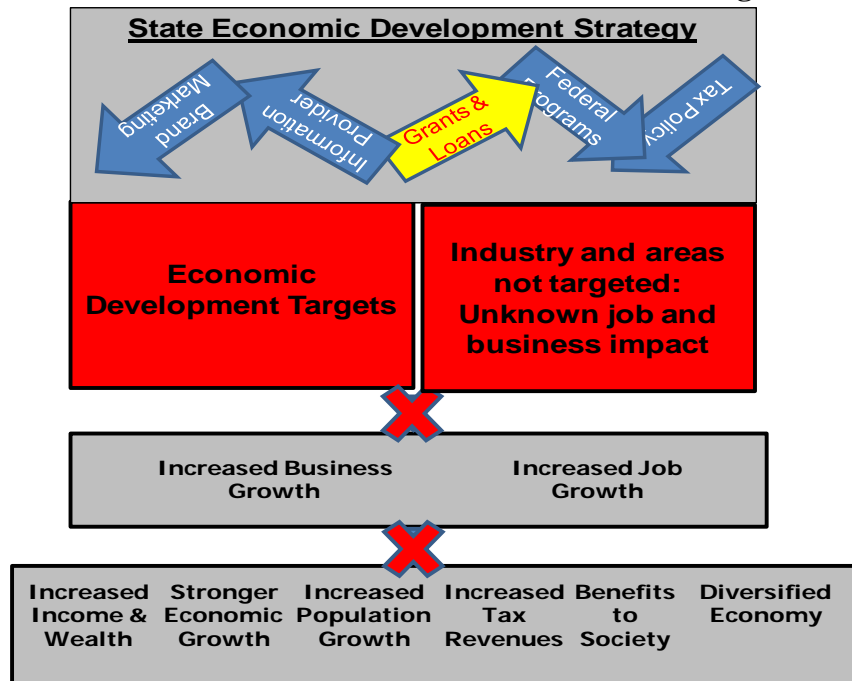 State Economic Development Strategy
Brand
Marketing
Information
Provider
Grants &
Loans
Federal
Programs
Tax Policy
Economic
Development Targets
Industry and areas
not targeted:
Unknown job and
business impact
Increased Business
Growth
Increased Job
Growth
Increased
Income &
Wealth
Stronger
Economic
Growth
Increased
Population
Growth
Increased
Tax
Revenues
Benefits
to
Society
Diversified
Economy